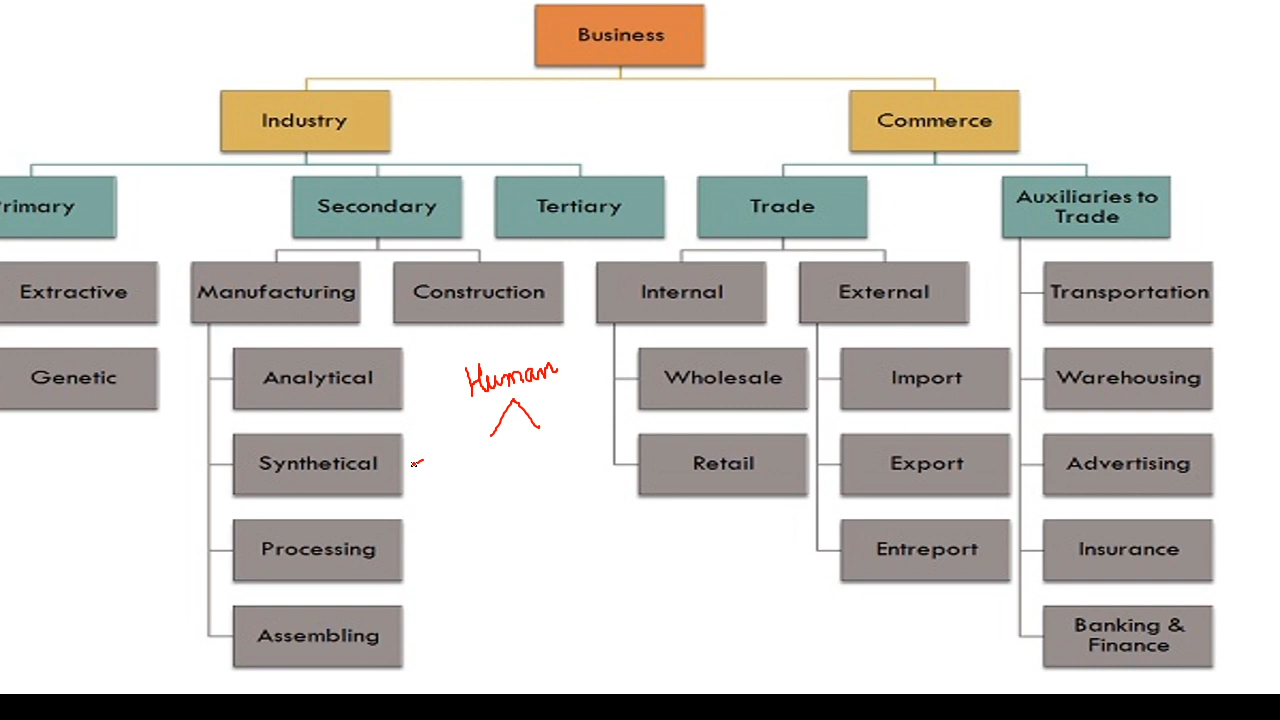 Business
Industry
Commerce
rimary
Secondary
Tertiary
Trade
Auxiliaries to
Trade
Extractive
Manufacturing
Construction
Internal
External
Transportation
Genetic
Analytical
Human
Wholesale
Import
Warehousing
Synthetical
Retail
Export
Advertising
Processing
Entreport
Insurance
Assembling
Banking &
Finance